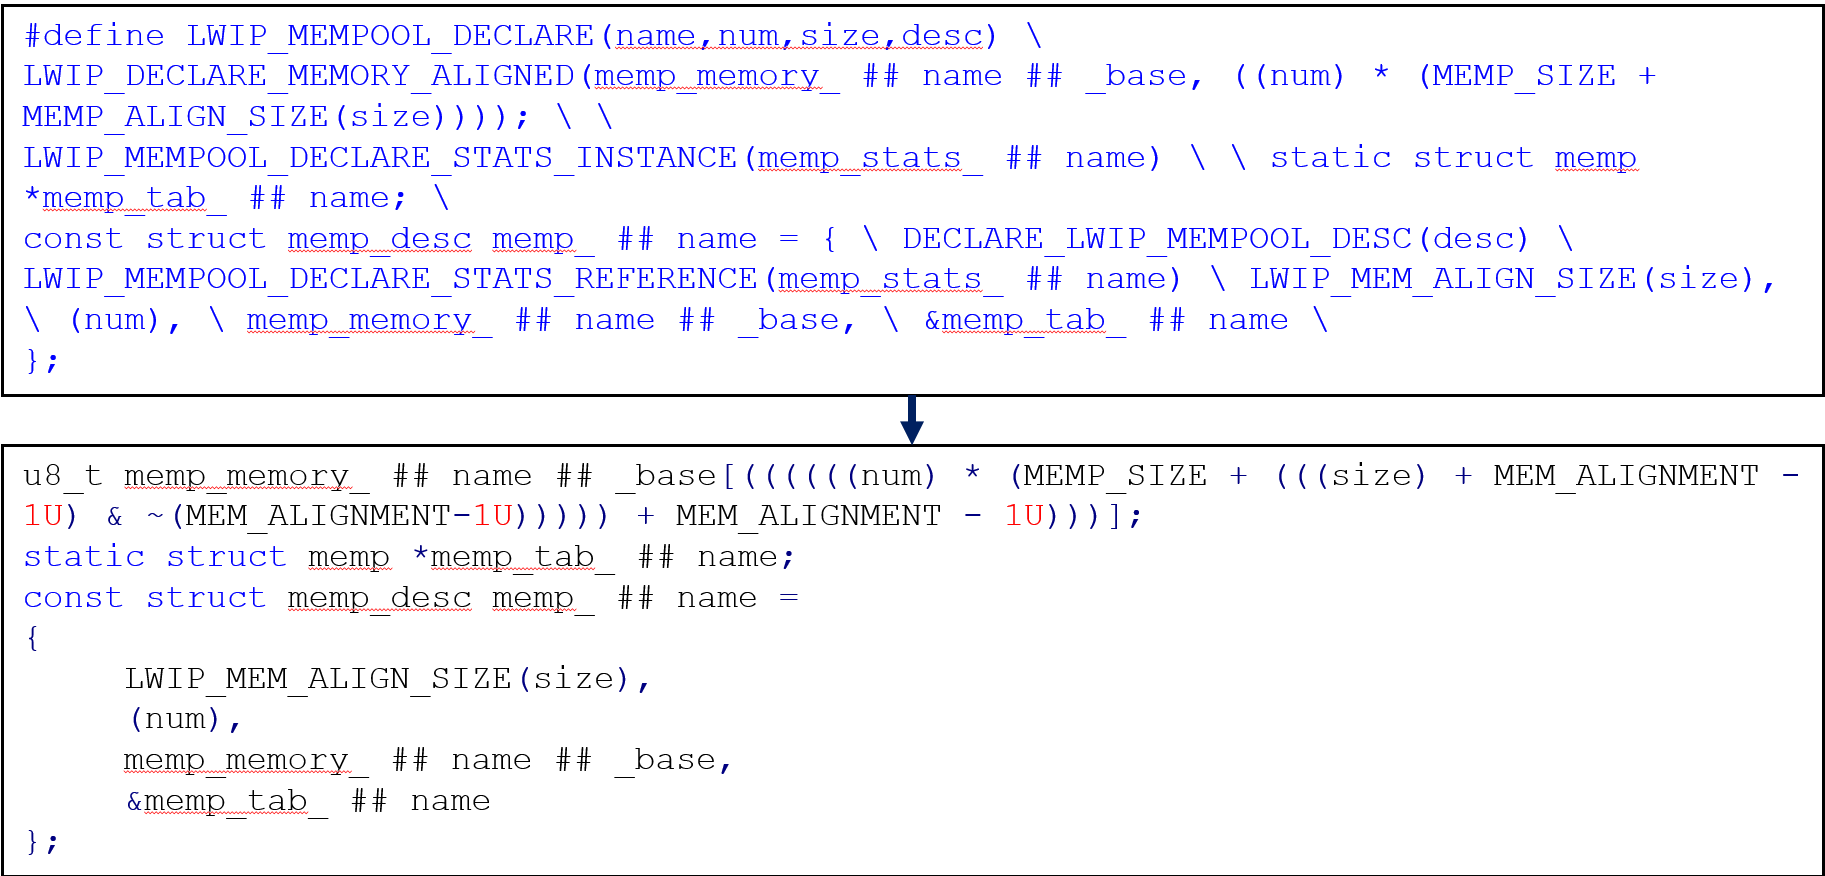 #define LWIP_MEMPOOL_DECLARE(name,num,size,desc) \
LWIP_DECLARE_MEMORY_ALIGNED(memp_memory_ ## name ## _base, ((num) * (MEMP_SIZE +
MEMP_ALIGN_SIZE(size)))); \ \
LWIP_MEMPOOL_DECLARE_STATS_INSTANCE(memp_stats_ ## name) \ \ static struct memp
*memp_tab_ ## name; \
const struct memp_desc memp_ ## name = { \ DECLARE_LWIP_MEMPOOL_DESC(desc) \
LWIP_MEMPOOL_DECLARE_STATS_REFERENCE(memp_stats_ ## name) \ LWIP_MEM_ALIGN_SIZE(size),
\ (num), \ memp_memory_ ## name ## _base, \ &memp_tab_ ## name \
};
u8_t memp_memory_ ## name ## _base[((((((num) * (MEMP_SIZE + (((size) + MEM_ALIGNMENT -
1U) & ~(MEM_ALIGNMENT-1U))))) + MEM_ALIGNMENT - 1U)))];
static struct memp *memp_tab_ ## name;
const struct memp_desc memp_ ## name =
{
LWIP_MEM_ALIGN_SIZE(size),
(num),
memp_memory_ ## name ## _base,
&memp_tab_ ## name
};